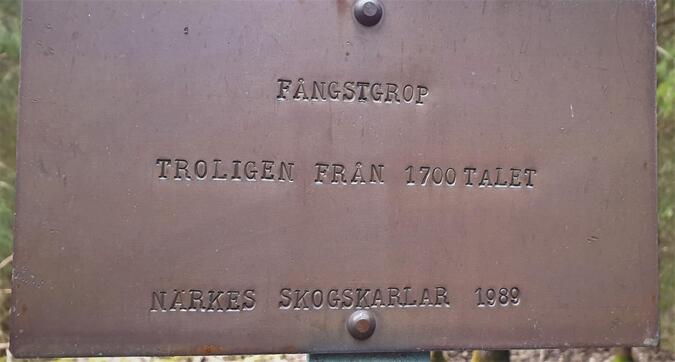 FÅNGSTGROP
TROLIGEN FRÅN 1700 TALET
NÄRKES SKOGSKARLAR 1989